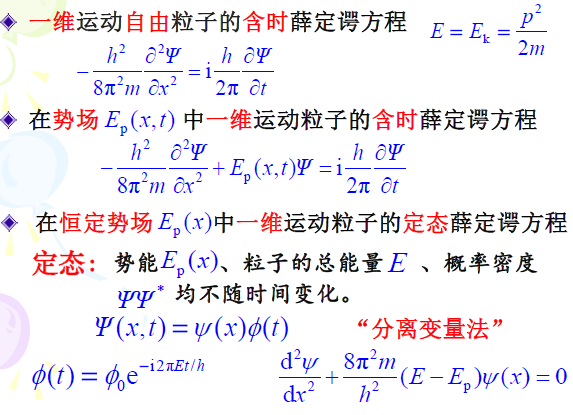 一维运动自由粒子的含时薛定谔方程 $E = E_{\mathrm{k}} = \frac{p^2}{2m}$
$-\frac{h^2}{8\pi^2 m}\frac{\partial^2 \Psi}{\partial x^2} = \mathrm{i}\frac{h}{2\pi}\frac{\partial \Psi}{\partial t}$
在势场 $E_{\mathrm{p}}(x,t)$ 中一维运动粒子的含时薛定谔方程
$-\frac{h^2}{8\pi^2 m}\frac{\partial^2 \Psi}{\partial x^2} + E_{\mathrm{p}}(x,t)\Psi = \mathrm{i}\frac{h}{2\pi}\frac{\partial \Psi}{\partial t}$
在恒定势场 $E_{\mathrm{p}}(x)$ 中一维运动粒子的定态薛定谔方程
定态：势能 $E_{\mathrm{p}}(x)$、粒子的总能量 $E$ 、概率密度
$\Psi\Psi^*$ 均不随时间变化。
$\Psi(x,t) = \psi(x)\phi(t)$ “分离变量法”
$\phi(t) = \phi_0 \mathrm{e}^{-\mathrm{i}2\pi Et/h}$ $\frac{\mathrm{d}^2\psi}{\mathrm{d}x^2} + \frac{8\pi^2 m}{h^2}(E - E_{\mathrm{p}})\psi(x) = 0$